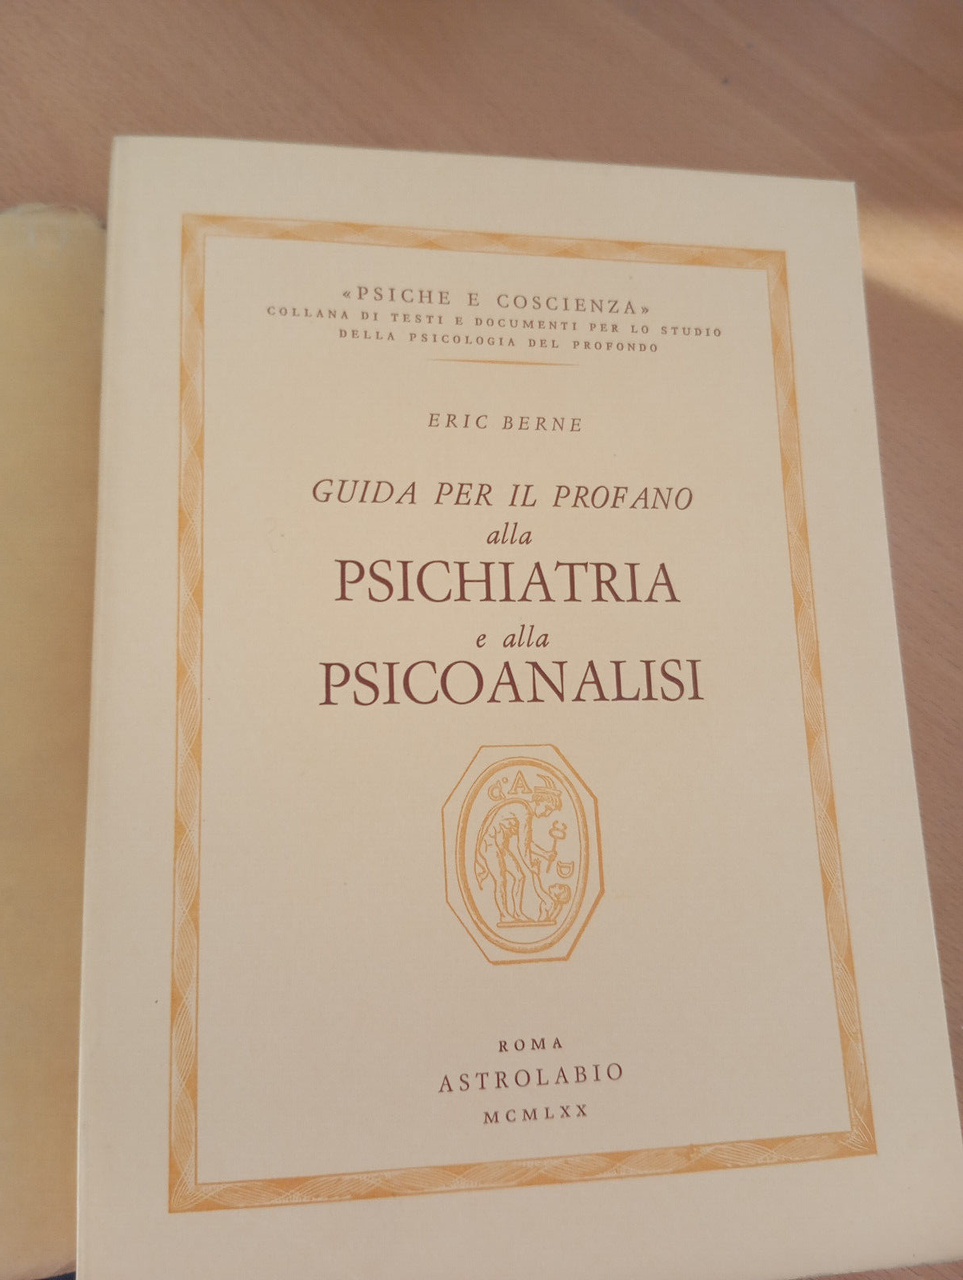 «PSICHE E COSCIENZA»
COLLANA DI TESTI E DOCUMENTI PER LO STUDIO
DELLA PSICOLOGIA DEL PROFONDO
ERIC BERNE
GUIDA PER IL PROFANO
alla
PSICHIATRIA
e alla
PSICOANALISI
ROMA
ASTROLABIO
MCMLXX